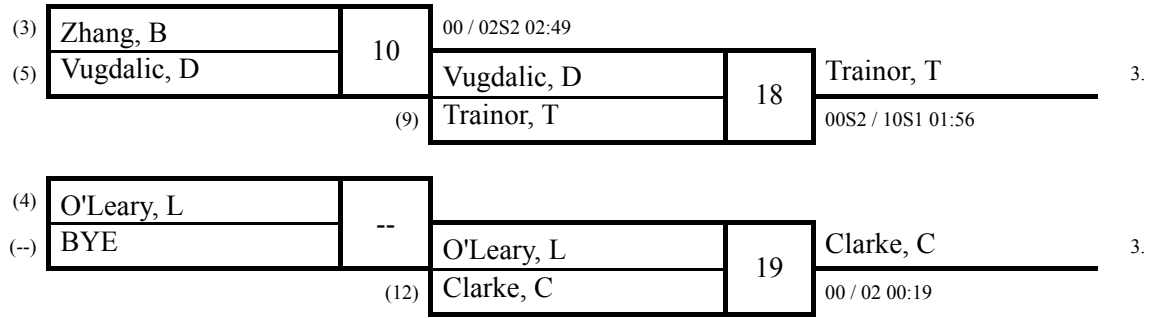 (3) Zhang, B 10 00 / 02S2 02:49
(5) Vugdalic, D
Vugdalic, D 18 Trainor, T 3.
(9) Trainor, T 00S2 / 10S1 01:56
(4) O'Leary, L --
(--) BYE
O'Leary, L 19 Clarke, C 3.
(12) Clarke, C 00 / 02 00:19